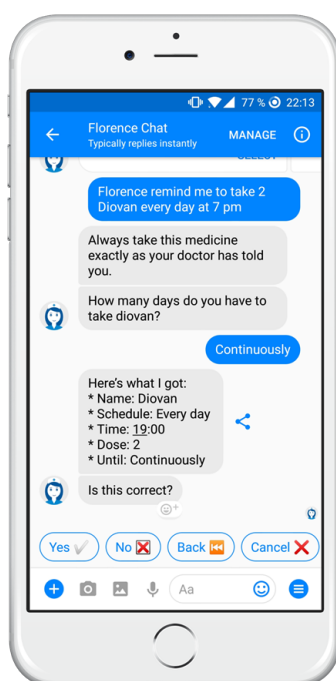 77 % 22:13
Florence Chat
Typically replies instantly
MANAGE
Florence remind me to take 2
Diovan every day at 7 pm
Always take this medicine
exactly as your doctor has told
you.
How many days do you have to
take diovan?
Continuously
Here's what I got:
* Name: Diovan
* Schedule: Every day
* Time: 19:00
* Dose: 2
* Until: Continuously
Is this correct?
Yes No Back Cancel
Aa